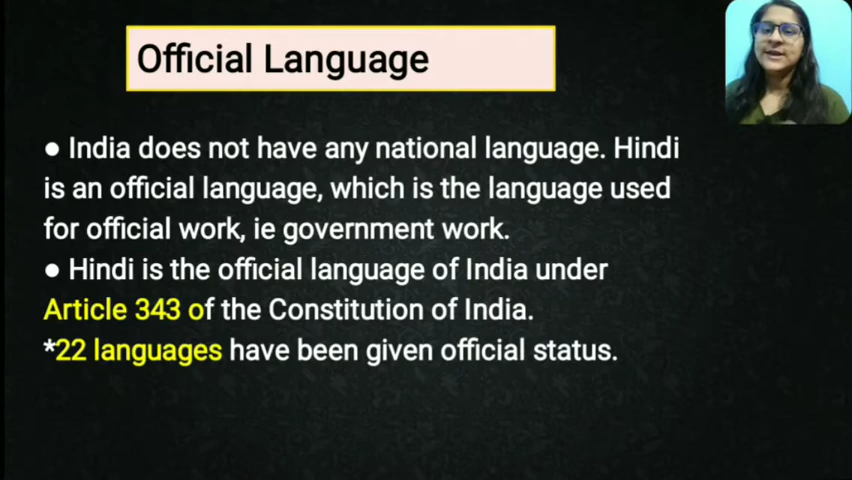 Official Language
● India does not have any national language. Hindi
is an official language, which is the language used
for official work, ie government work.
● Hindi is the official language of India under
Article 343 of the Constitution of India.
*22 languages have been given official status.